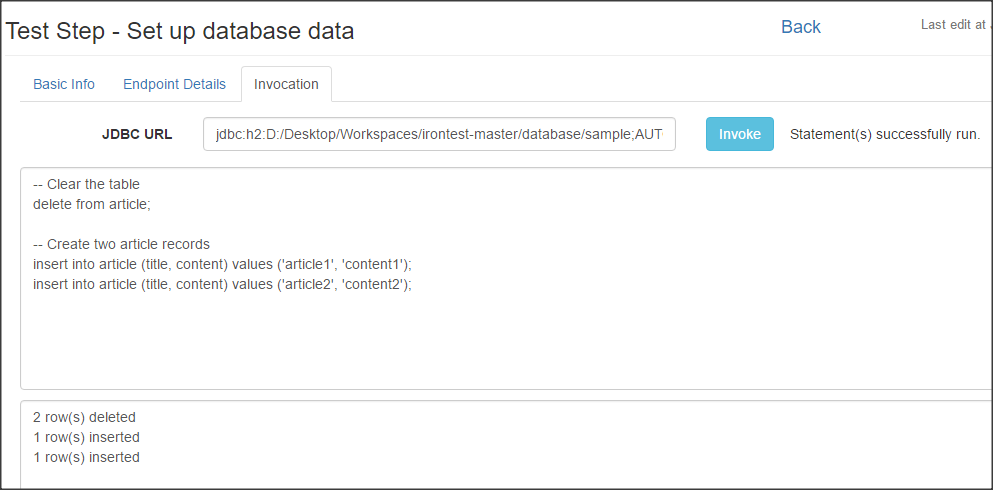 Test Step - Set up database data
Back
Last edit at
Basic Info
Endpoint Details
Invocation
JDBC URL
jdbc:h2:D:/Desktop/Workspaces/irontest-master/database/sample;AUT
Invoke
Statement(s) successfully run.
-- Clear the table
delete from article;
-- Create two article records
insert into article (title, content) values ('article1', 'content1');
insert into article (title, content) values ('article2', 'content2');
2 row(s) deleted
1 row(s) inserted
1 row(s) inserted